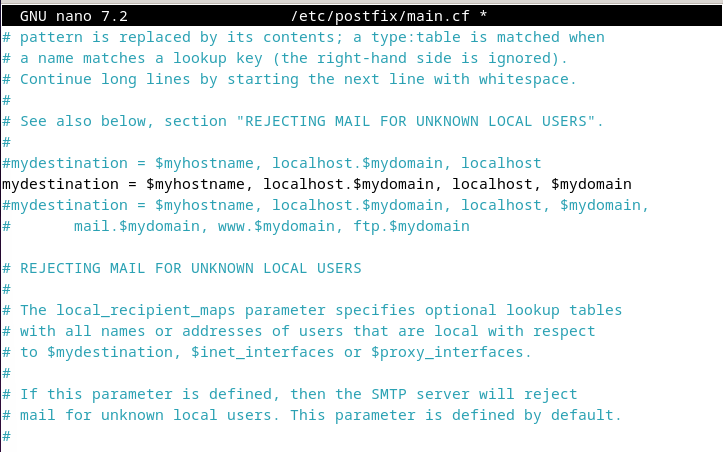 GNU nano 7.2 /etc/postfix/main.cf *
# pattern is replaced by its contents; a type:table is matched when
# a name matches a lookup key (the right-hand side is ignored).
# Continue long lines by starting the next line with whitespace.
#
# See also below, section "REJECTING MAIL FOR UNKNOWN LOCAL USERS".
#
#mydestination = $myhostname, localhost.$mydomain, localhost
mydestination = $myhostname, localhost.$mydomain, localhost, $mydomain
#mydestination = $myhostname, localhost.$mydomain, localhost, $mydomain,
#       mail.$mydomain, www.$mydomain, ftp.$mydomain
# REJECTING MAIL FOR UNKNOWN LOCAL USERS
#
# The local_recipient_maps parameter specifies optional lookup tables
# with all names or addresses of users that are local with respect
# to $mydestination, $inet_interfaces or $proxy_interfaces.
#
# If this parameter is defined, then the SMTP server will reject
# mail for unknown local users. This parameter is defined by default.
#